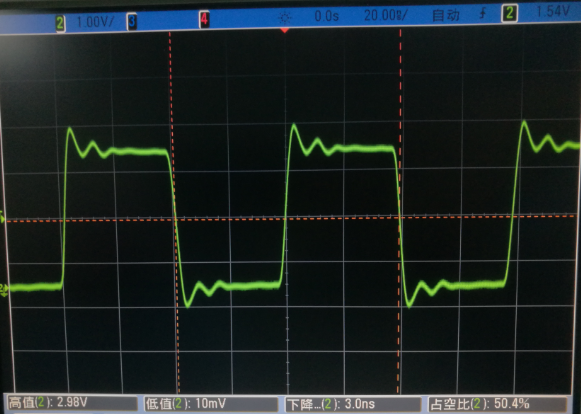 2 1.00V/ 3 4 0.0s 20.00㎱/ 自动 2 1.54V
高值(2): 2.98V 低值(2): 10mV 下降…(2): 3.0ns 占空比(2): 50.4%